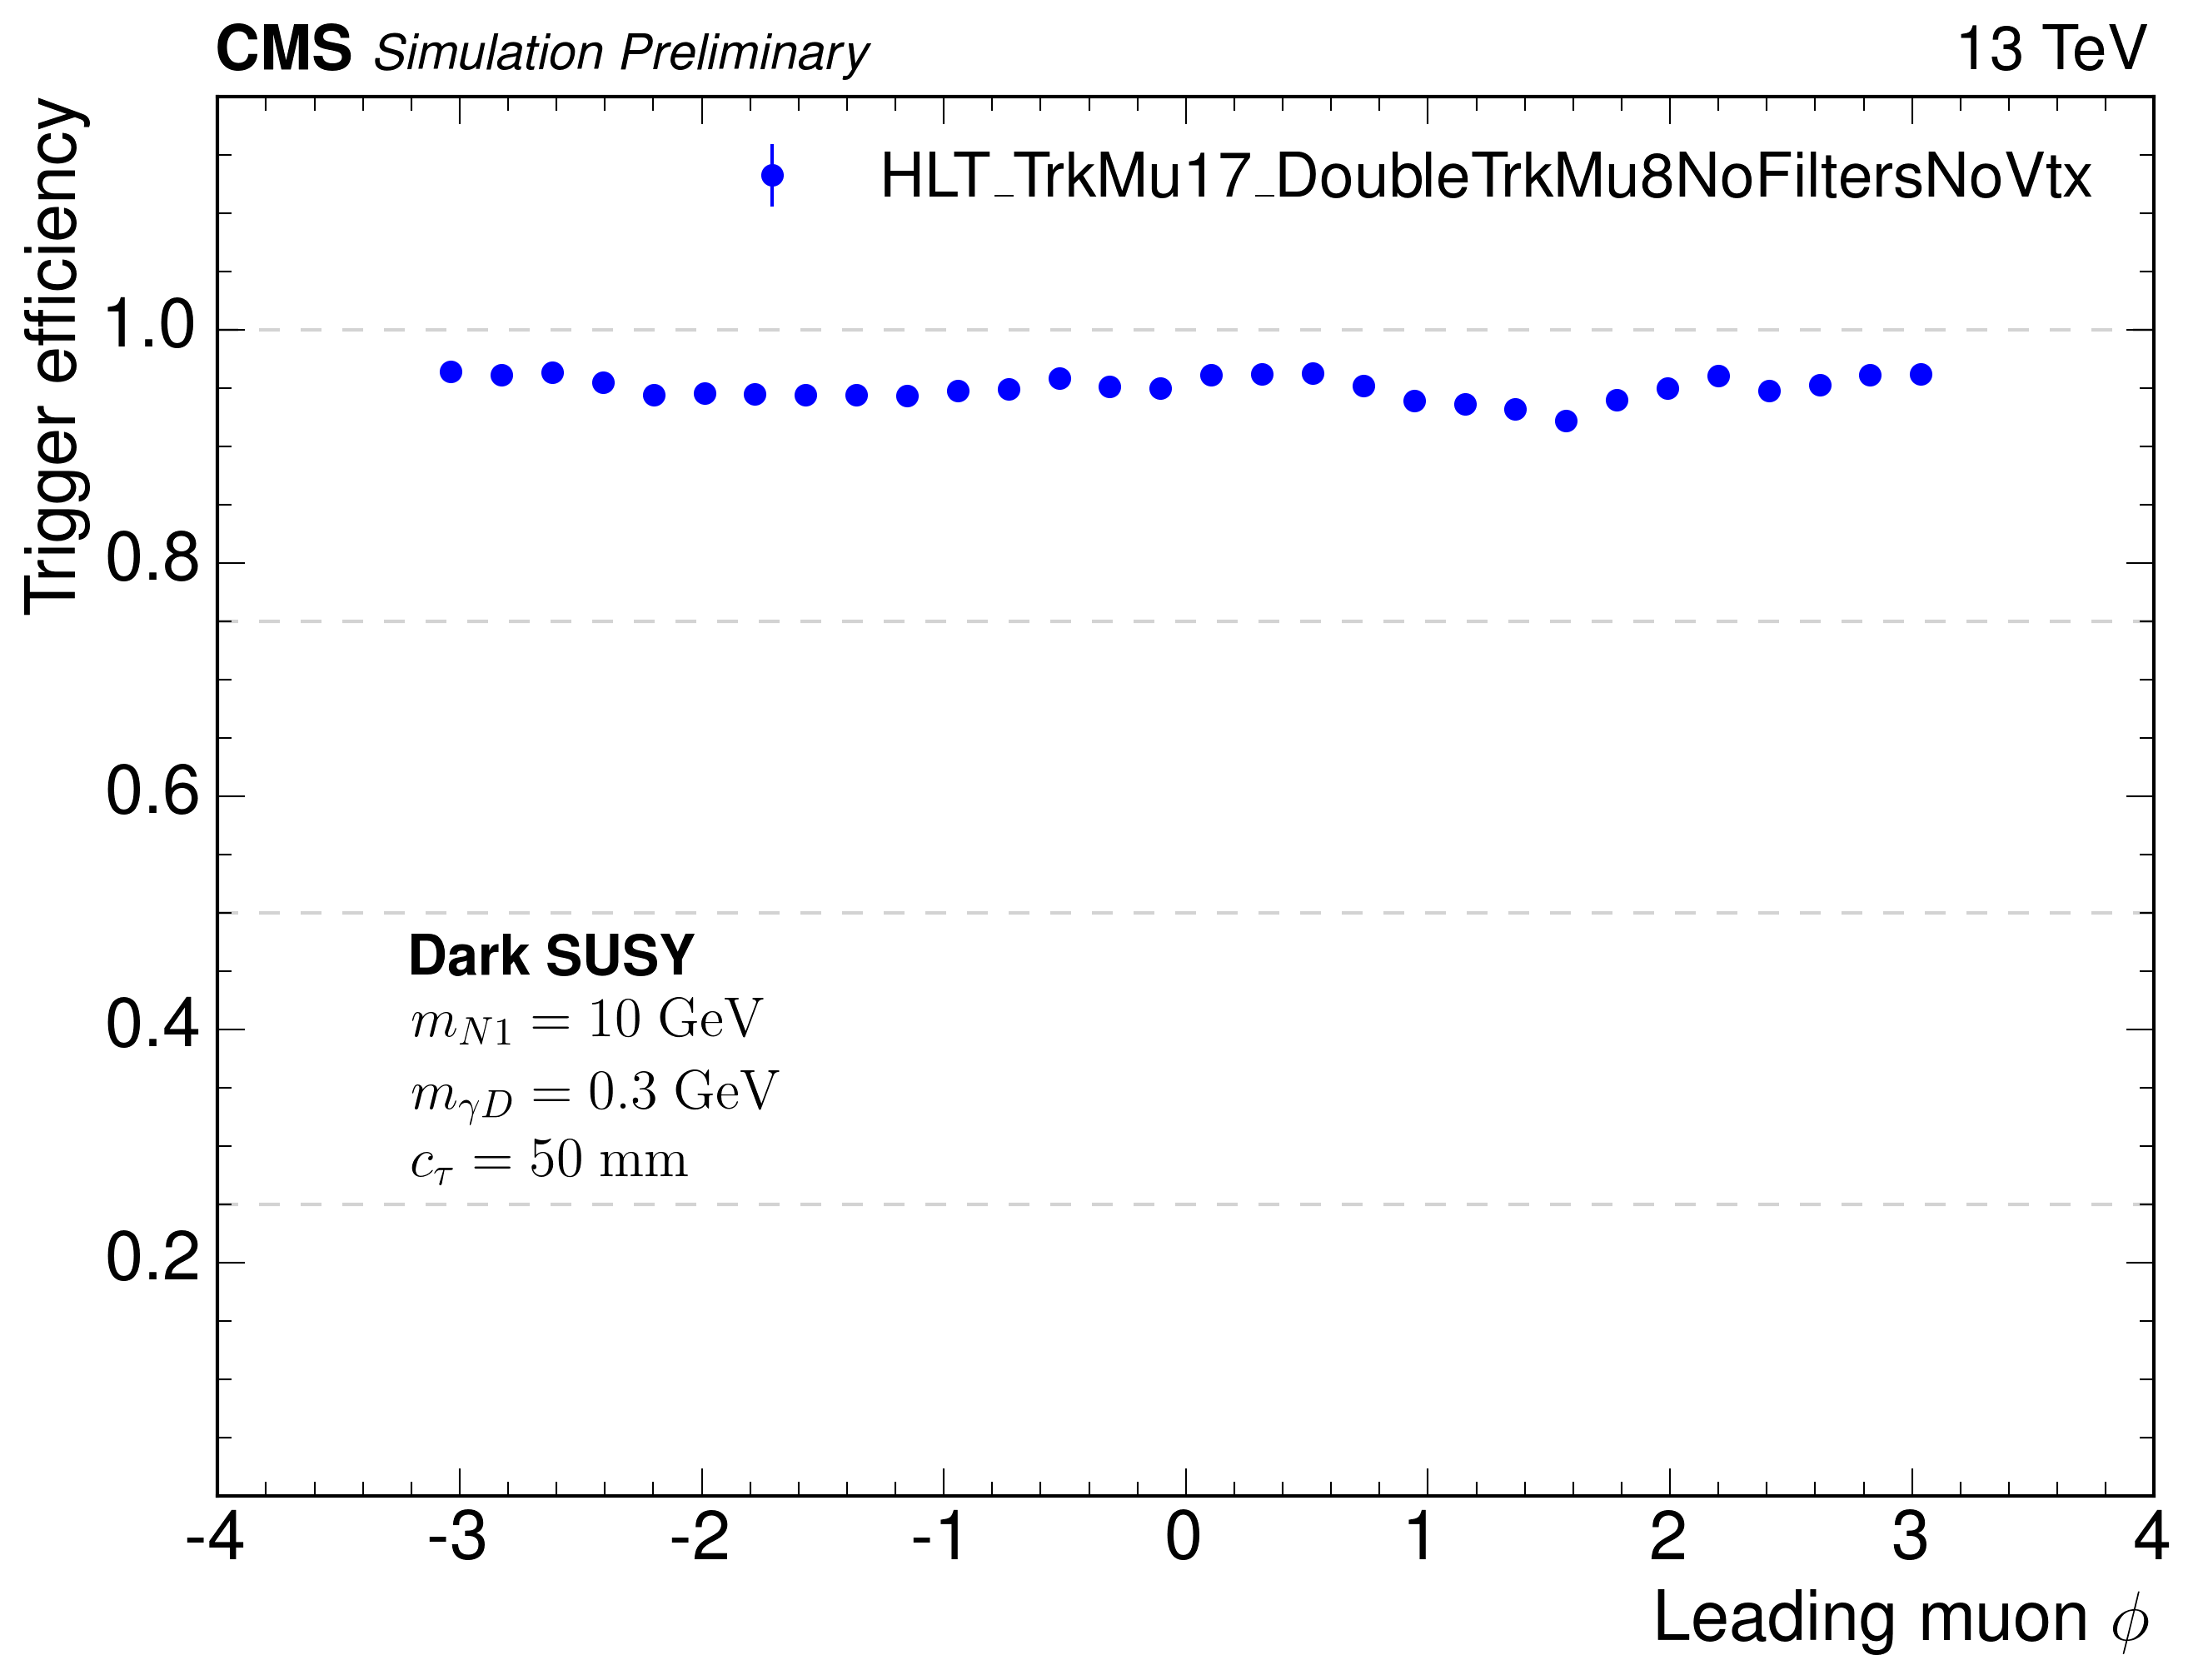 CMS Simulation Preliminary 13 TeV
HLT_TrkMu17_DoubleTrkMu8NoFiltersNoVtx
Trigger efficiency
1.0
0.8
0.6
0.4
0.2
Dark SUSY
m_{N1} = 10 GeV
m_{γD} = 0.3 GeV
c_τ = 50 mm
-4 -3 -2 -1 0 1 2 3 4
Leading muon ϕ